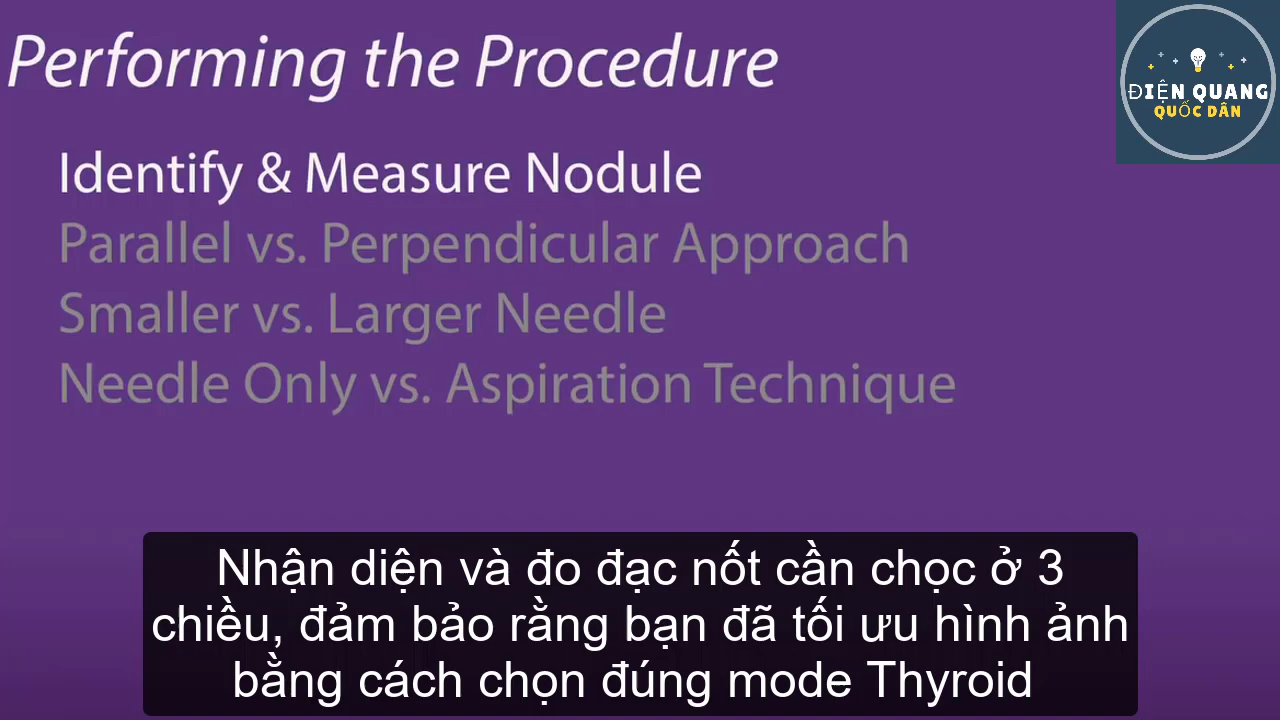 Performing the Procedure
ĐIỆN QUANG
QUỐC DÂN
Identify & Measure Nodule
Parallel vs. Perpendicular Approach
Smaller vs. Larger Needle
Needle Only vs. Aspiration Technique
Nhận diện và đo đạc nốt cần chọc ở 3
chiều, đảm bảo rằng bạn đã tối ưu hình ảnh
bằng cách chọn đúng mode Thyroid